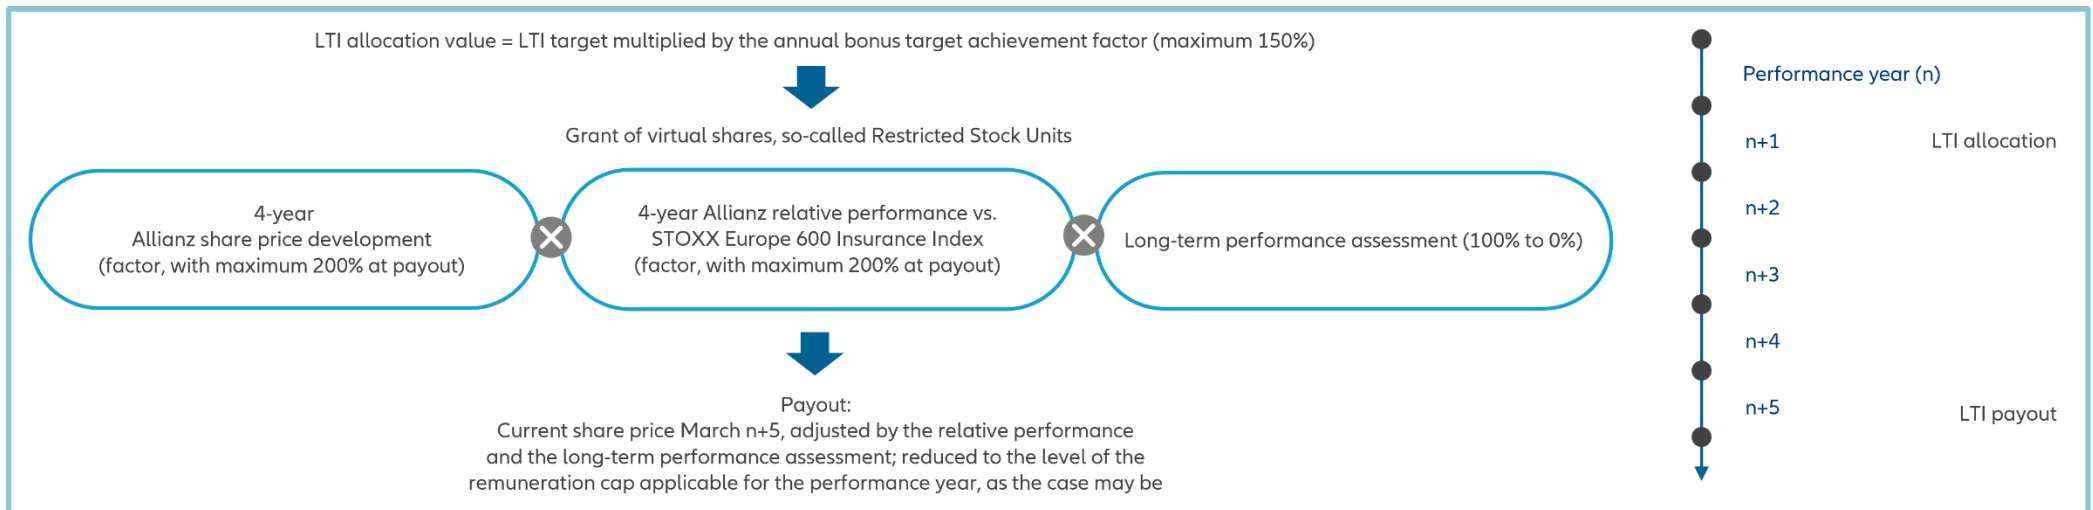 LTI allocation value = LTI target multiplied by the annual bonus target achievement factor (maximum 150%)
Grant of virtual shares, so-called Restricted Stock Units
4-year
Allianz share price development
(factor, with maximum 200% at payout)
4-year Allianz relative performance vs.
STOXX Europe 600 Insurance Index
(factor, with maximum 200% at payout)
Long-term performance assessment (100% to 0%)
Payout:
Current share price March n+5, adjusted by the relative performance
and the long-term performance assessment; reduced to the level of the
remuneration cap applicable for the performance year, as the case may be
Performance year (n)
n+1 LTI allocation
n+2
n+3
n+4
n+5 LTI payout